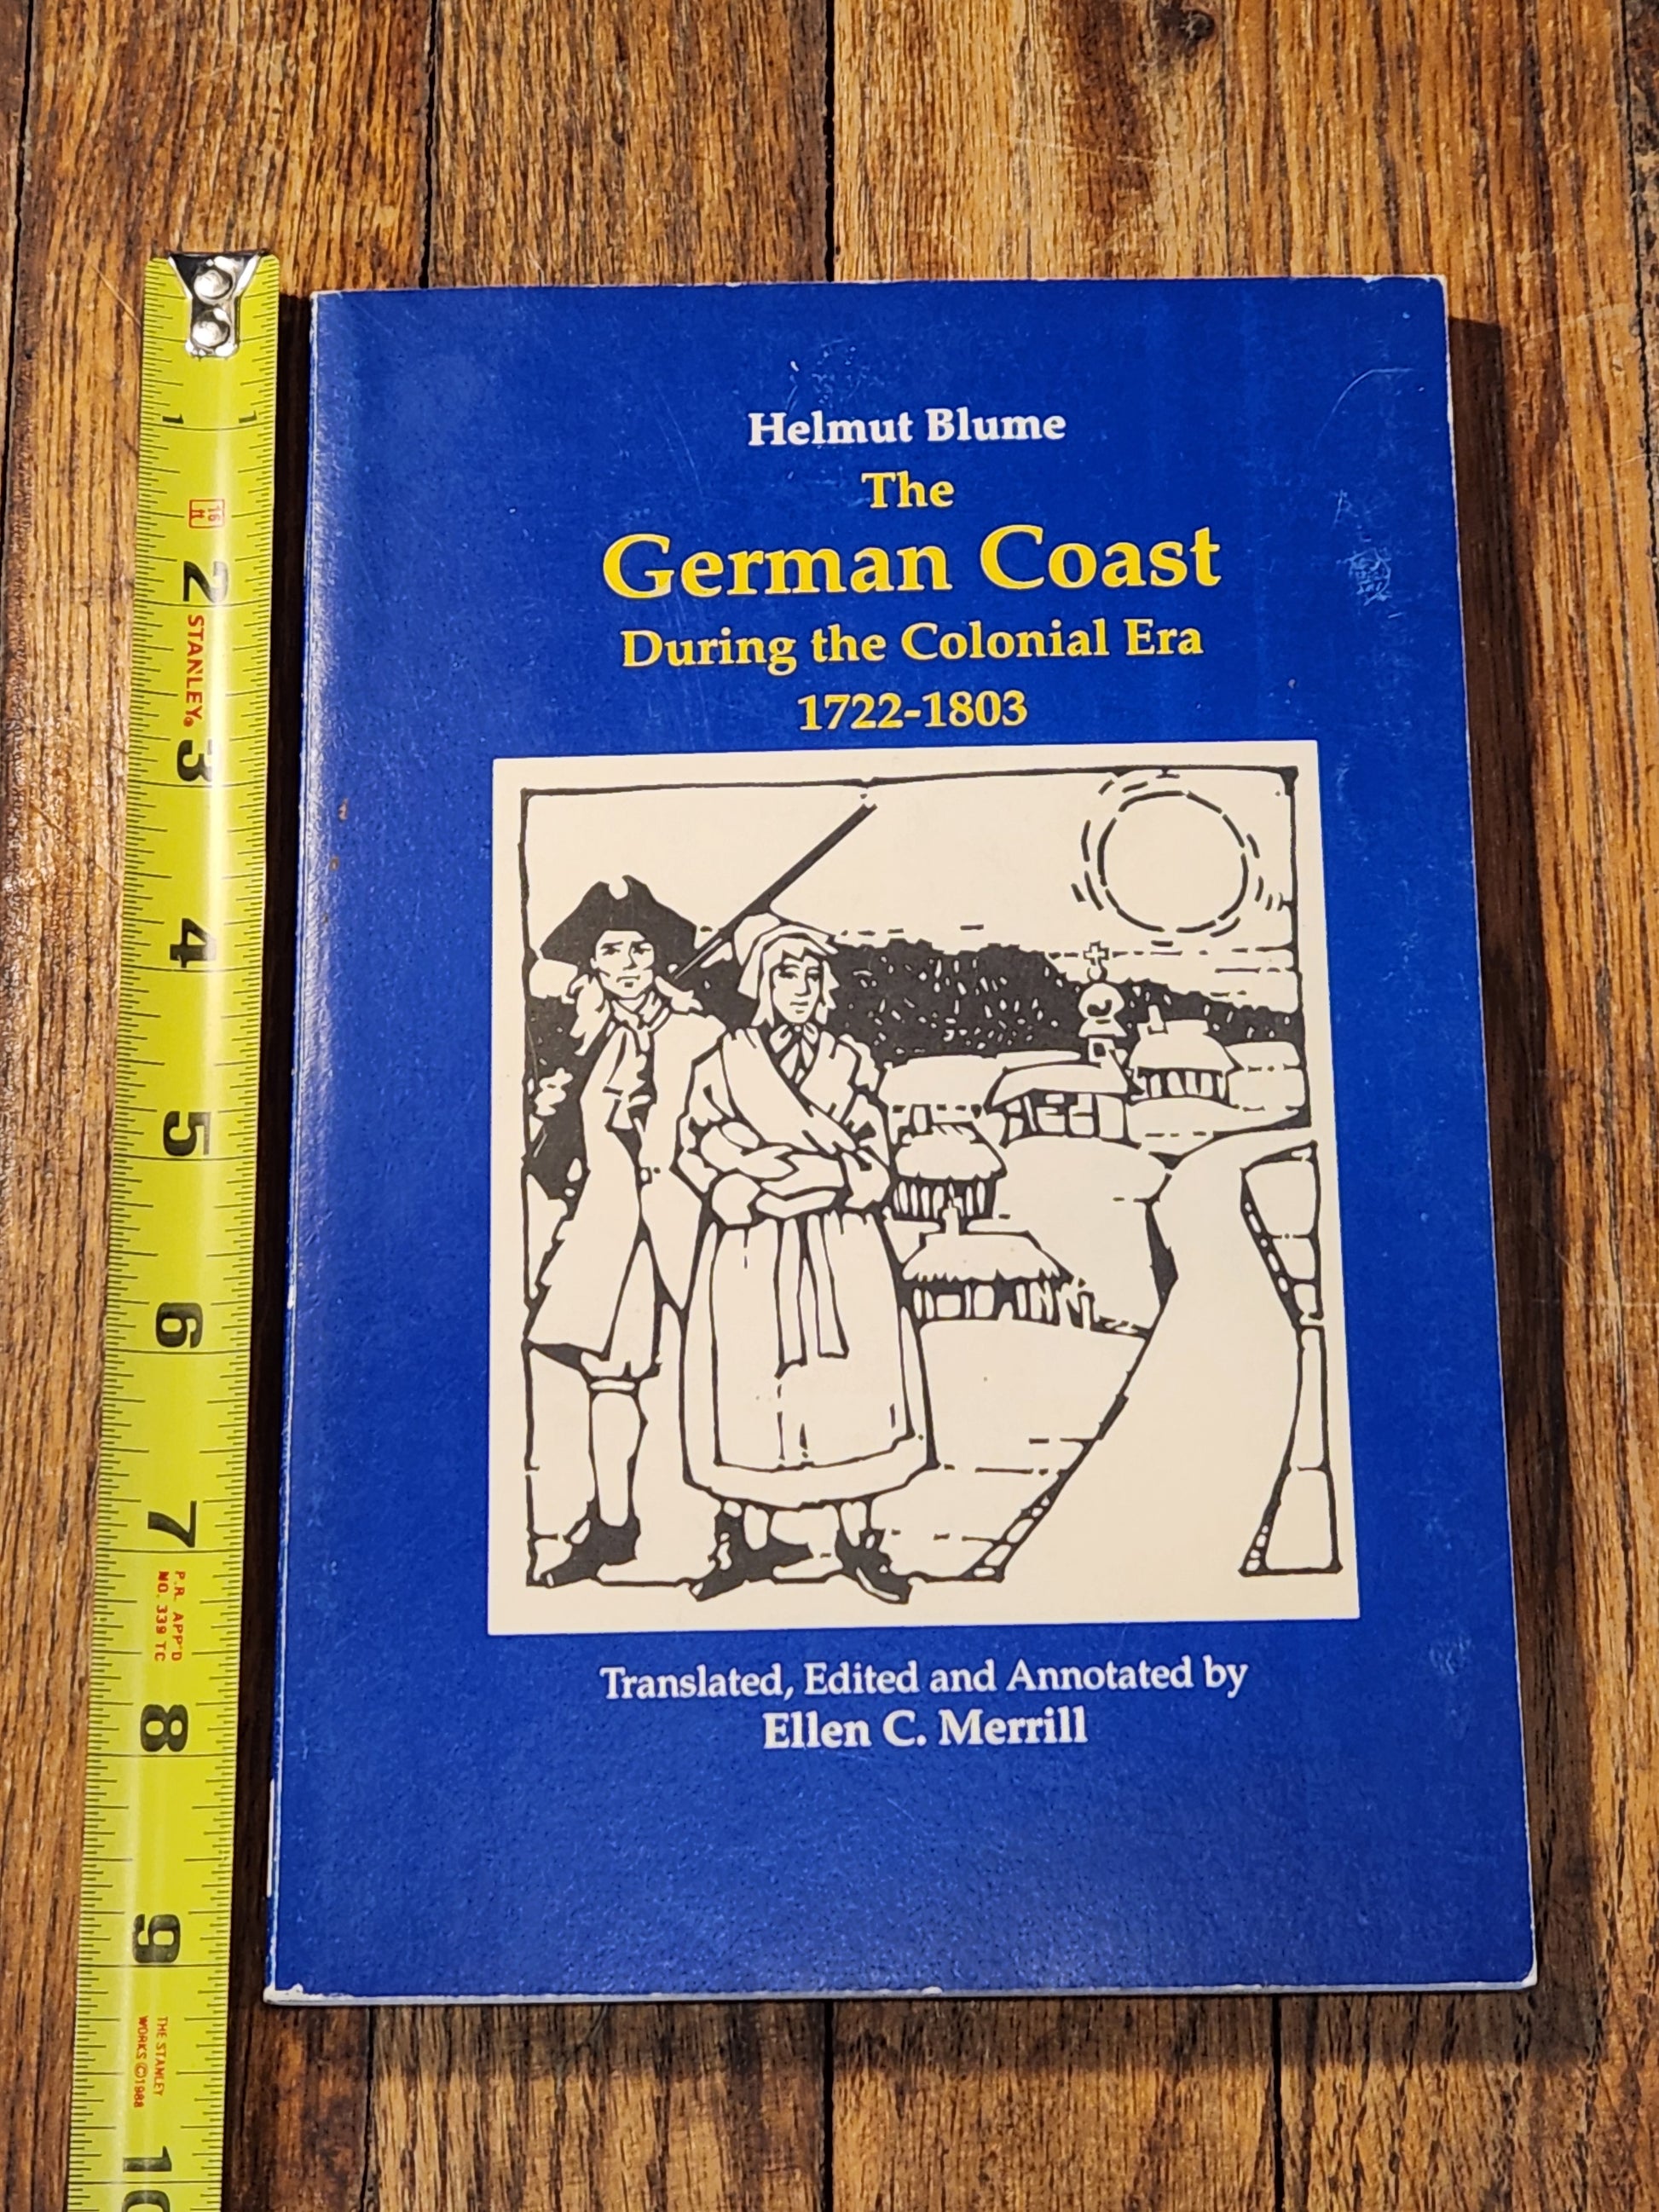 1 1
16 ft
2
STANLEY®
3
4
5
6
7
P.R. APP'D
NO. 339 TC
8
9
THE STANLEY
WORKS ©1988
10
Helmut Blume
The
German Coast
During the Colonial Era
1722-1803
Translated, Edited and Annotated by
Ellen C. Merrill